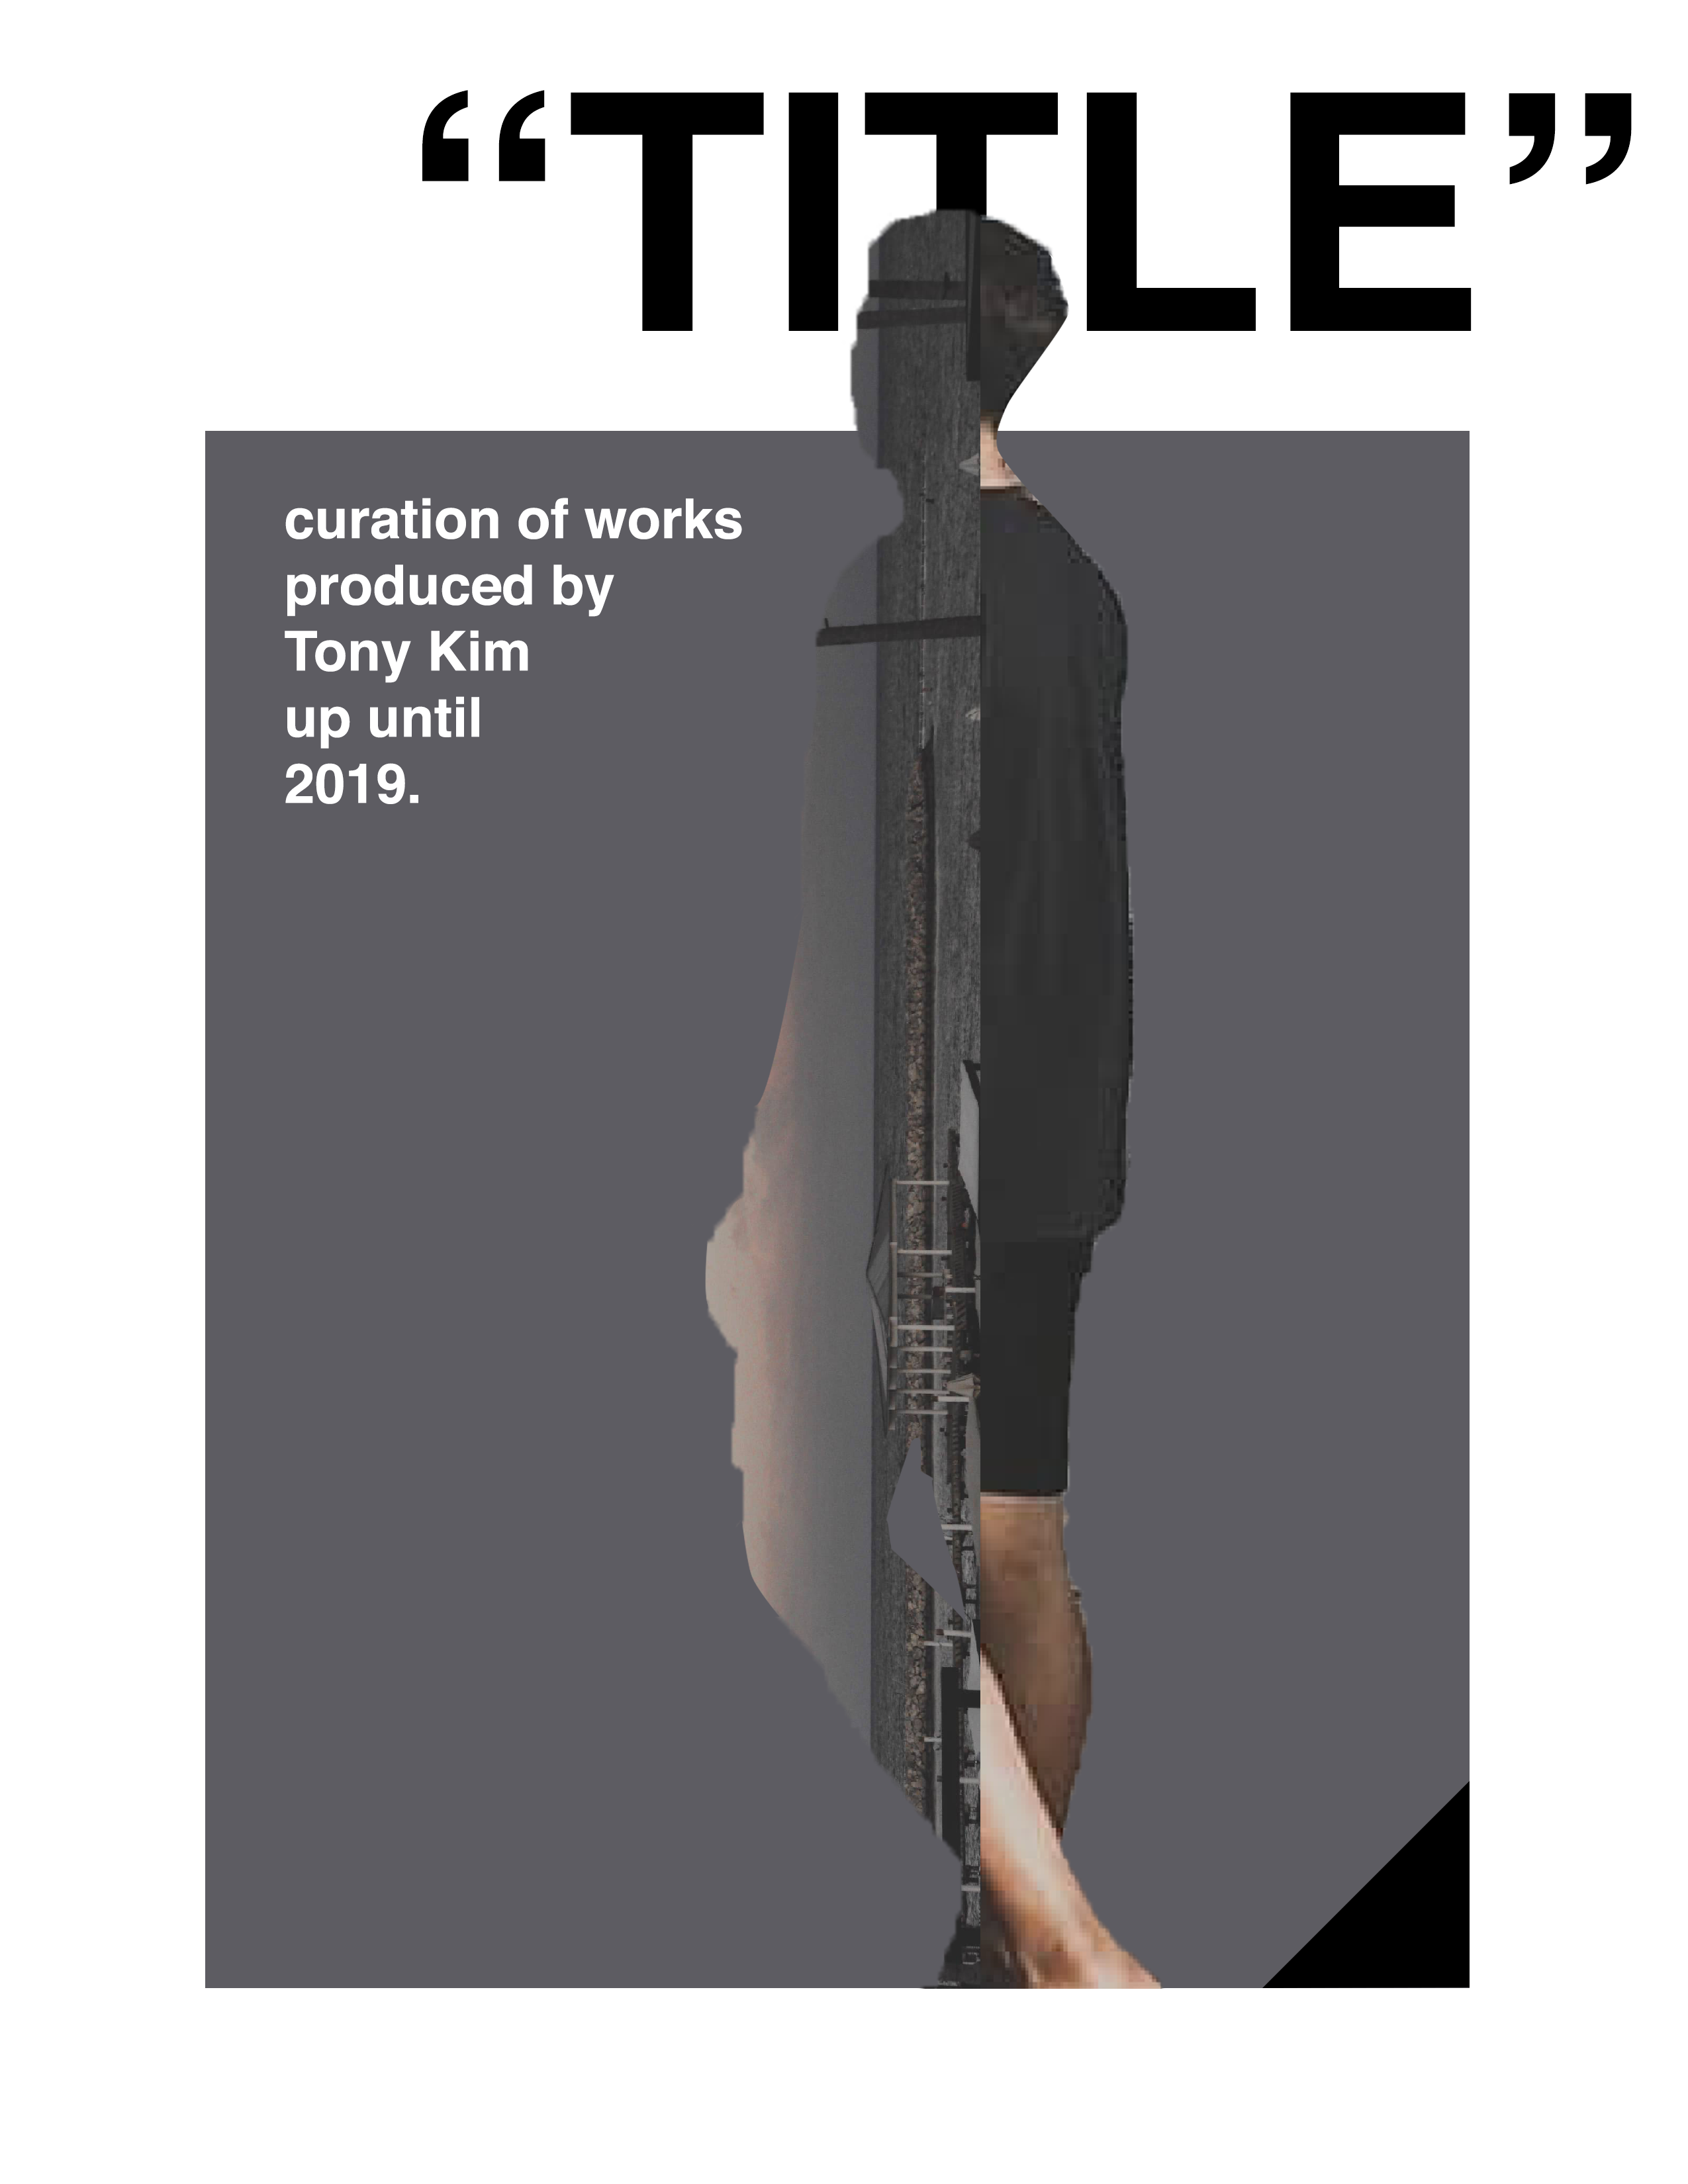 “TITLE”
curation of works
produced by
Tony Kim
up until
2019.